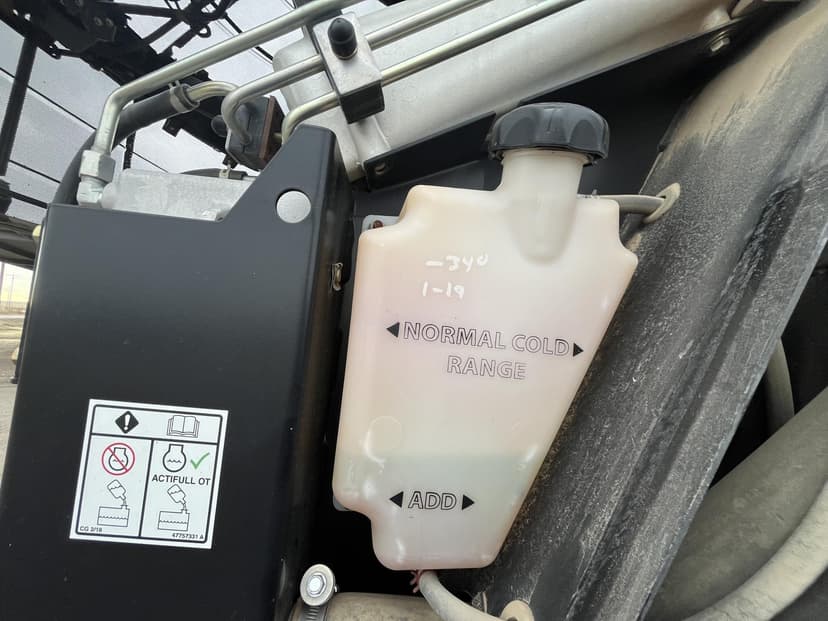 -34°
1-19
NORMAL COLD
RANGE
ADD
ACTIFULL OT
CG 2/18
47757331 A